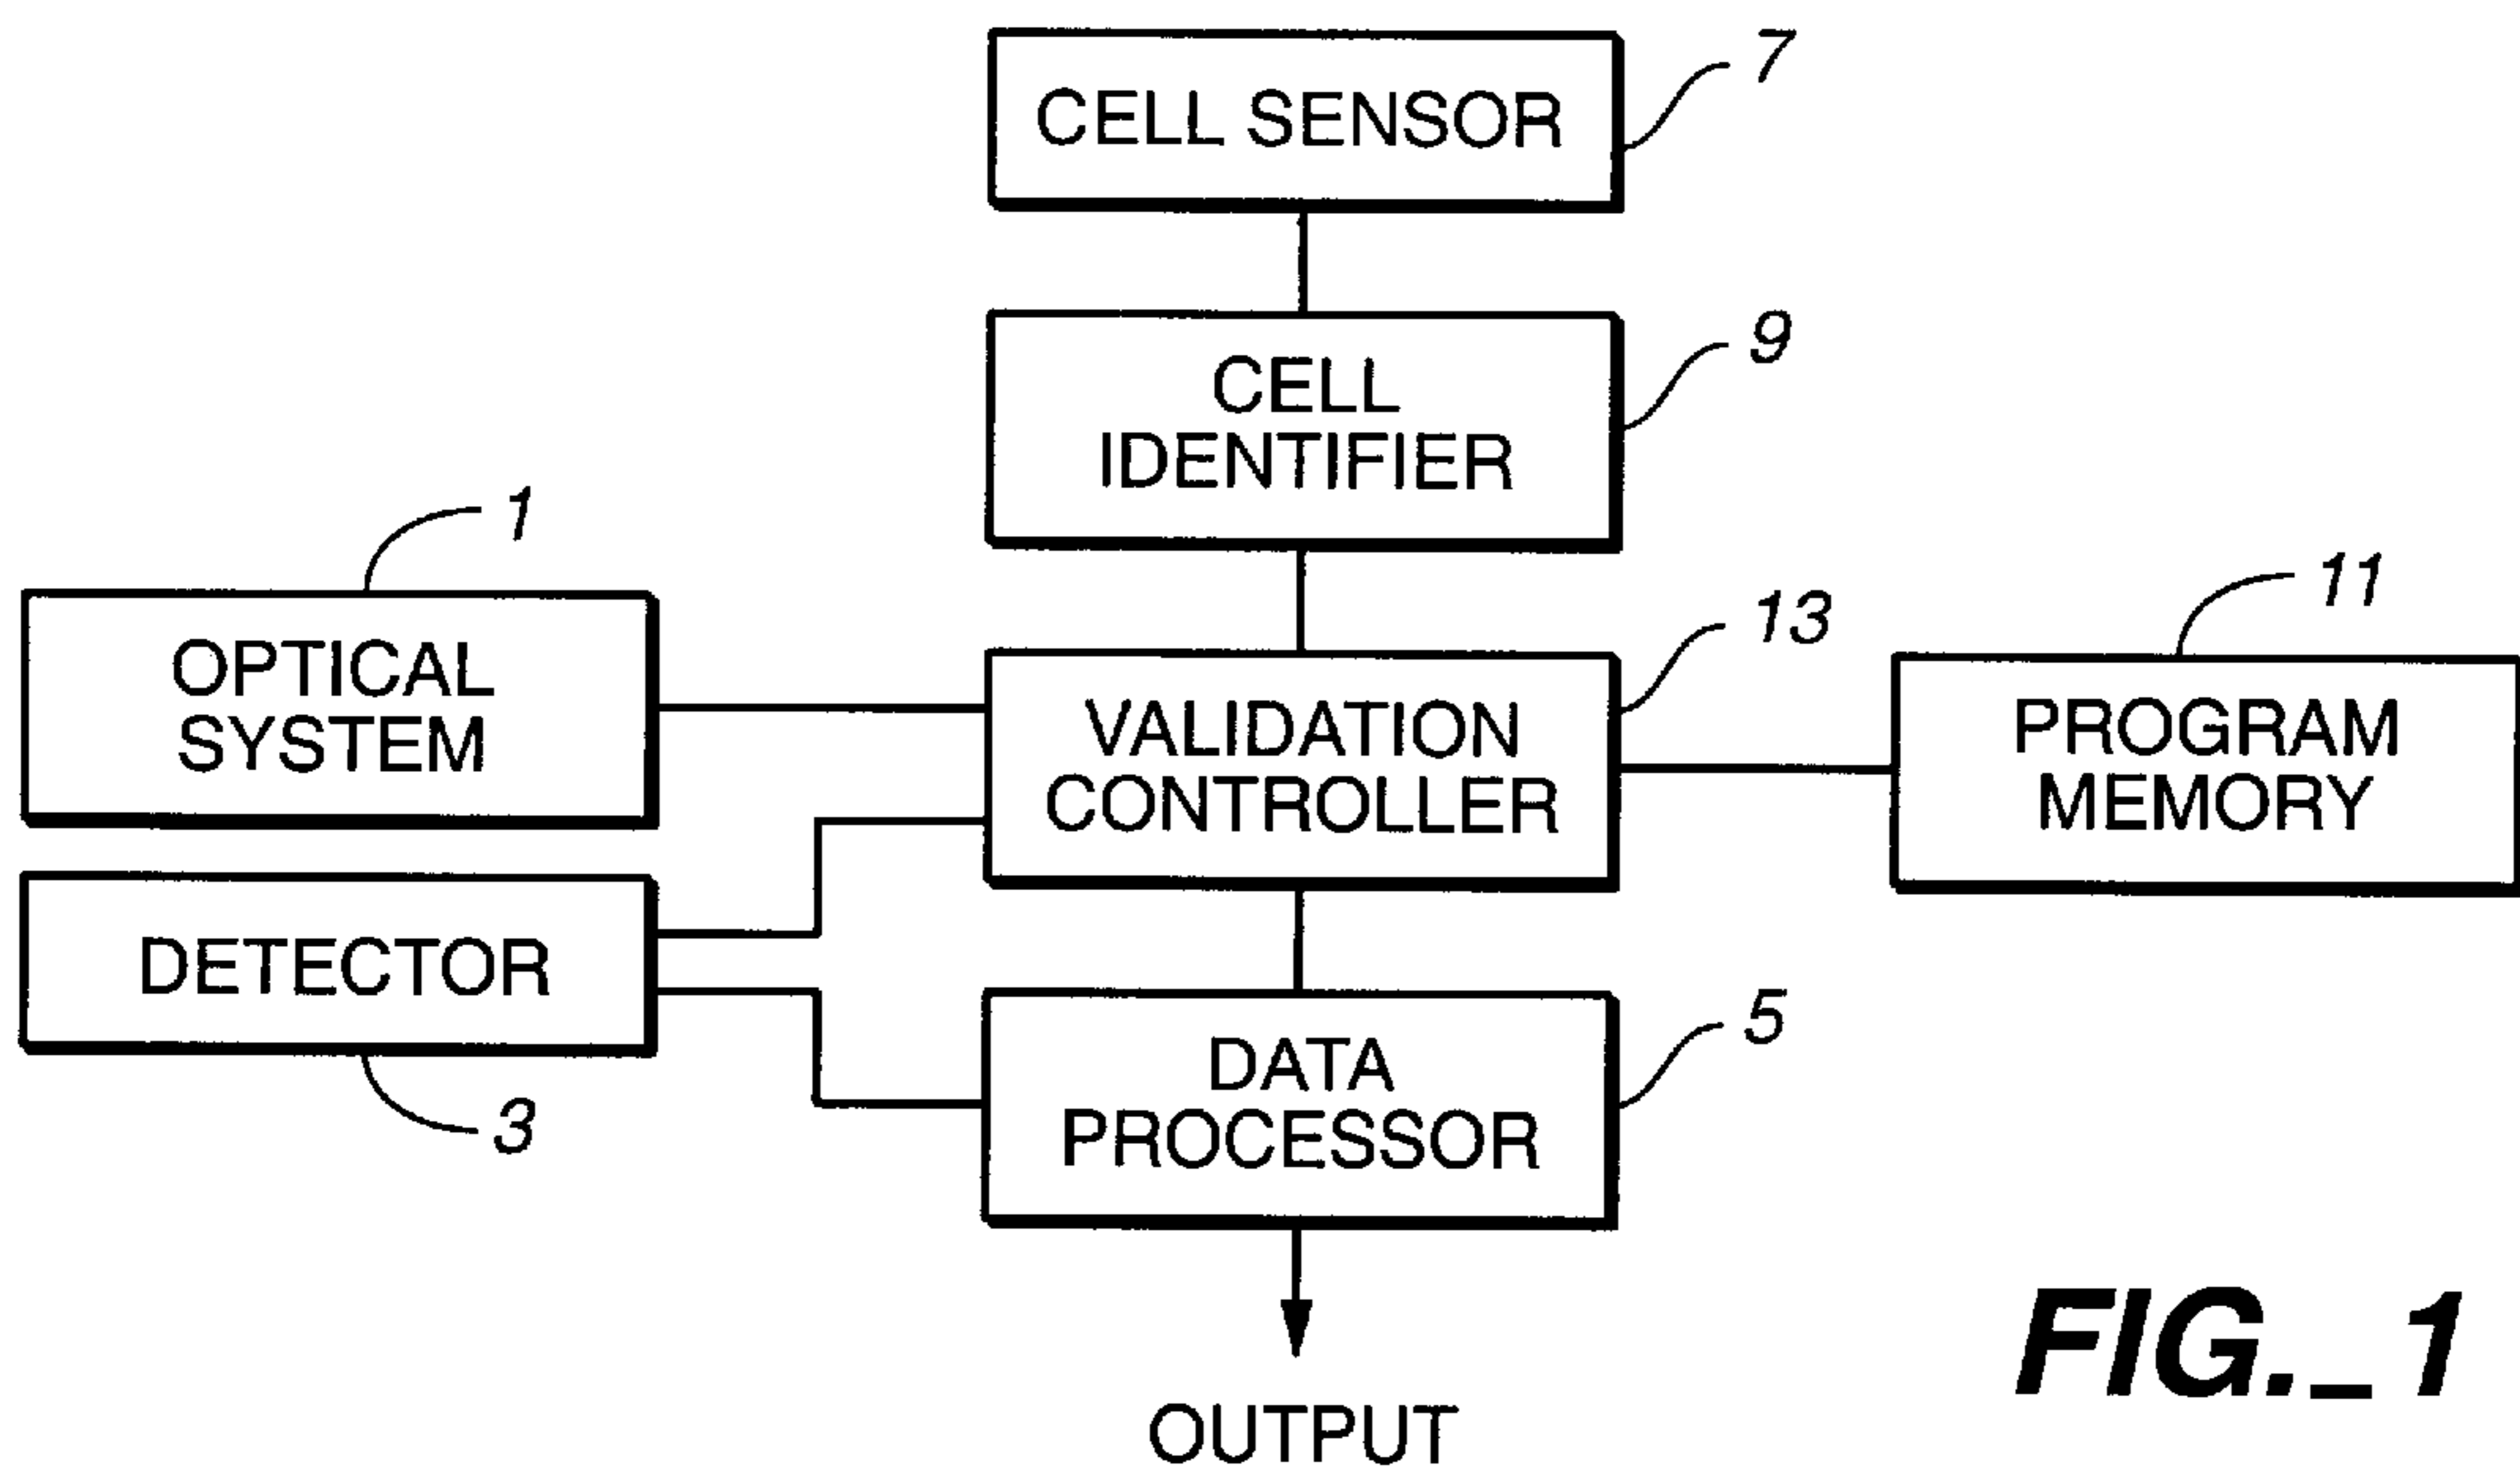 7
CELL SENSOR
9
CELL
IDENTIFIER
1
OPTICAL
SYSTEM
13
VALIDATION
CONTROLLER
11
PROGRAM
MEMORY
DETECTOR
3
5
DATA
PROCESSOR
OUTPUT
FIG._1